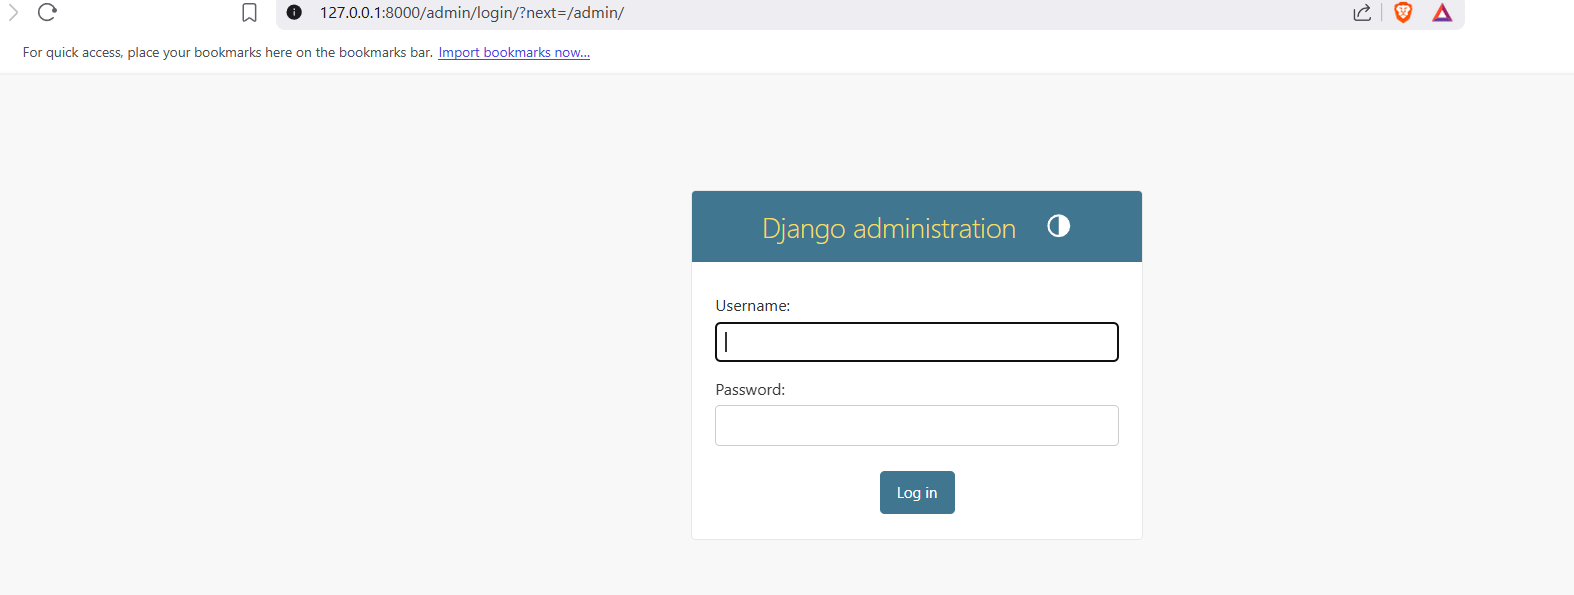 127.0.0.1:8000/admin/login/?next=/admin/
For quick access, place your bookmarks here on the bookmarks bar. Import bookmarks now...
Django administration
Username:
Password:
Log in